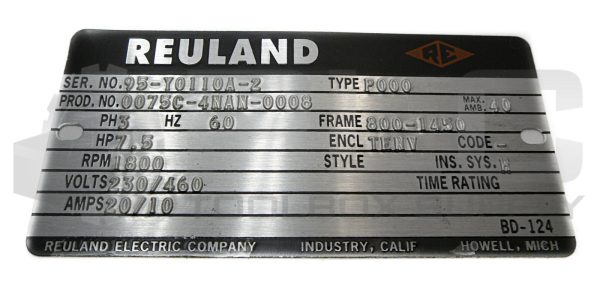 REULAND
RE
SER. NO. 95-Y0110A-2 TYPE P000
PROD. NO. 0075C-4NAN-0008 MAX. AMB. 40
PH 3 HZ 60 FRAME 800-1450
HP 7.5 ENCL TENV CODE -
RPM 1800 STYLE INS. SYS. H
VOLTS 230/460 TIME RATING
AMPS 20/10
BD-124
REULAND ELECTRIC COMPANY INDUSTRY, CALIF HOWELL, MICH